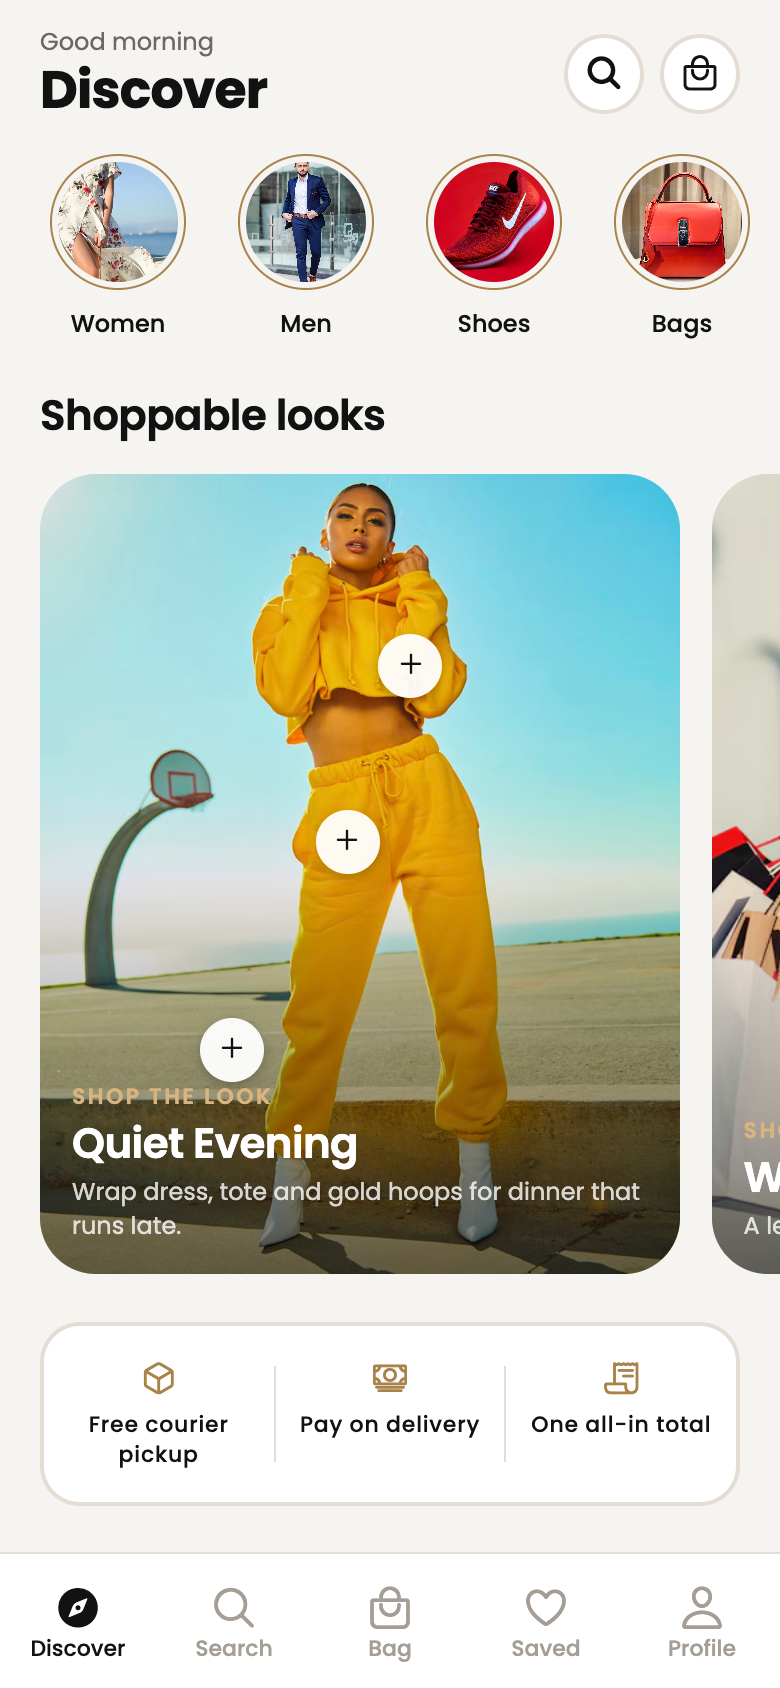 Good morning
Discover
Women
Men
Shoes
Bags
Shoppable looks
SHOP THE LOOK
Quiet Evening
Wrap dress, tote and gold hoops for dinner that
runs late.
A
Free courier
pickup
Pay on delivery
One all-in total
Discover
Search
Bag
Saved
Profile